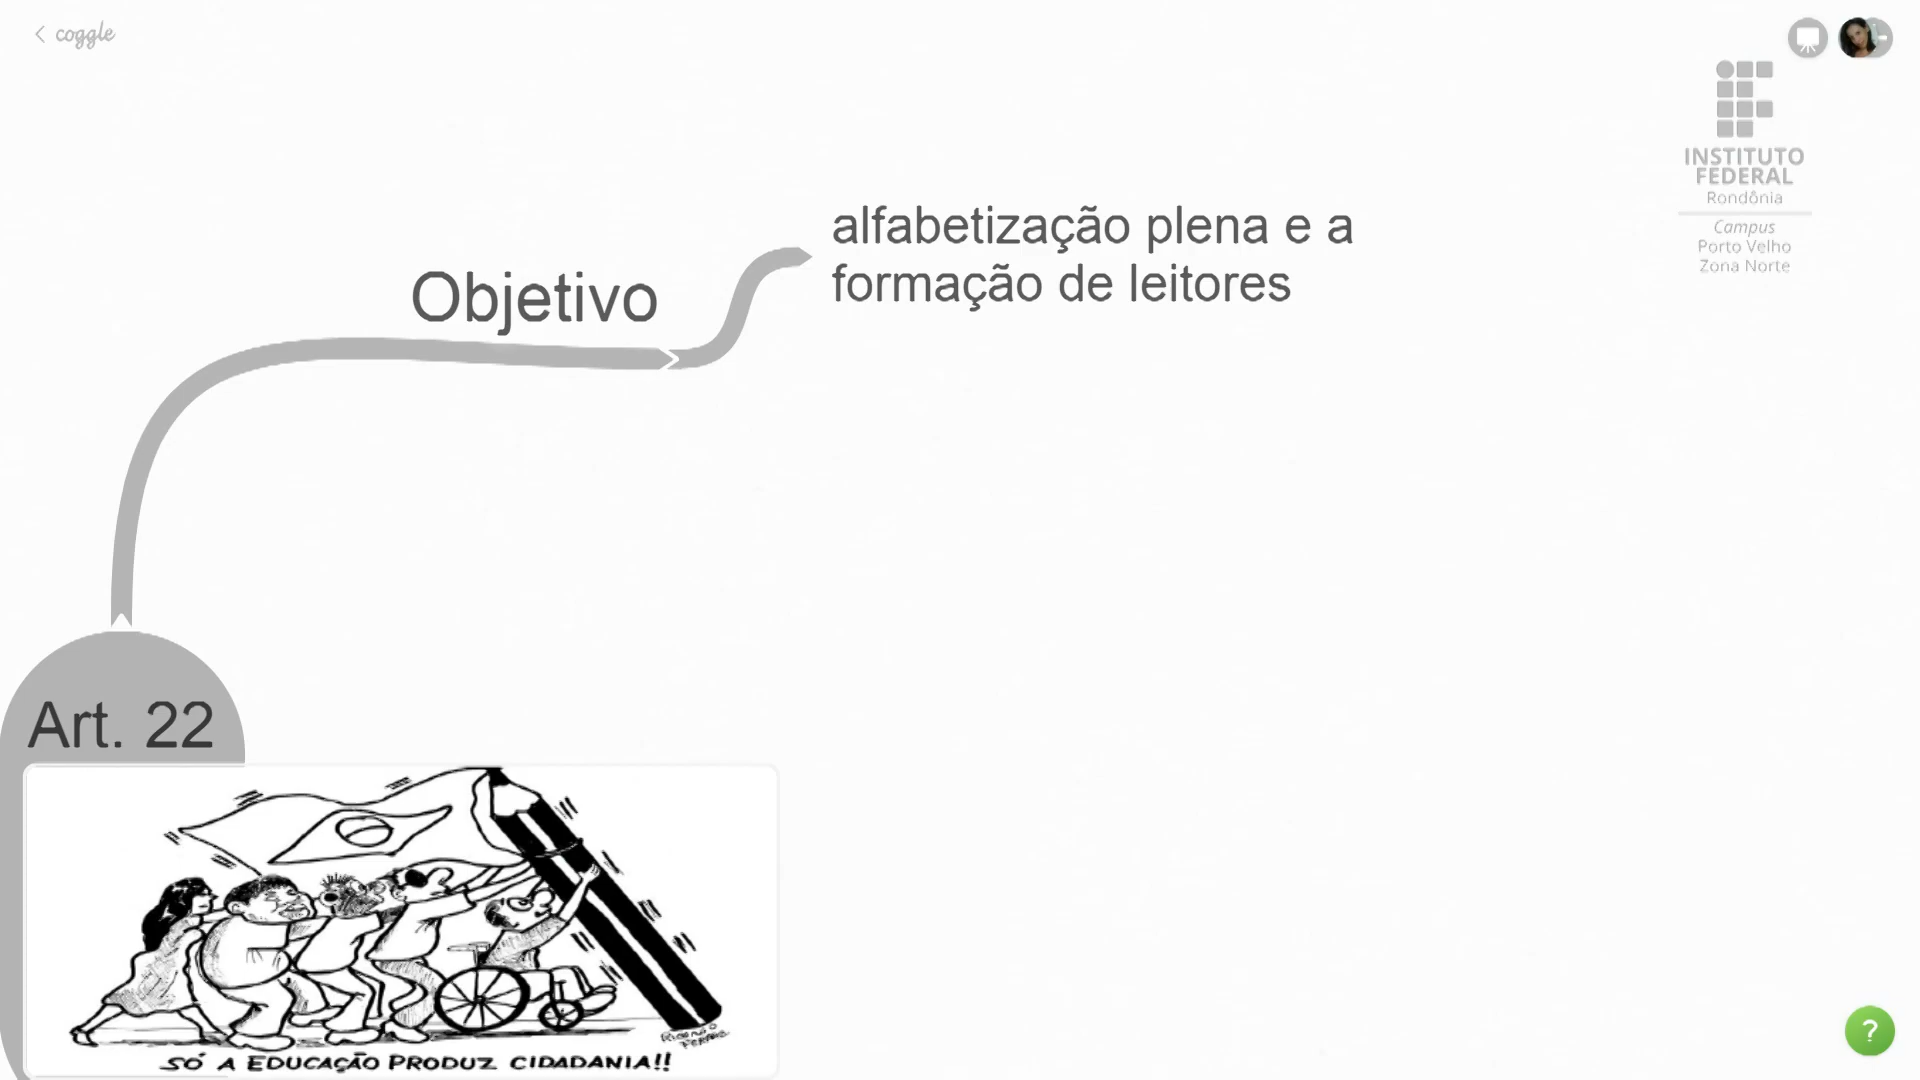 coggle
INSTITUTO
FEDERAL
Rondônia
Campus
Porto Velho
Zona Norte
alfabetização plena e a
formação de leitores
Objetivo
Art. 22
SÓ A EDUCAÇÃO PRODUZ CIDADANIA!!
?